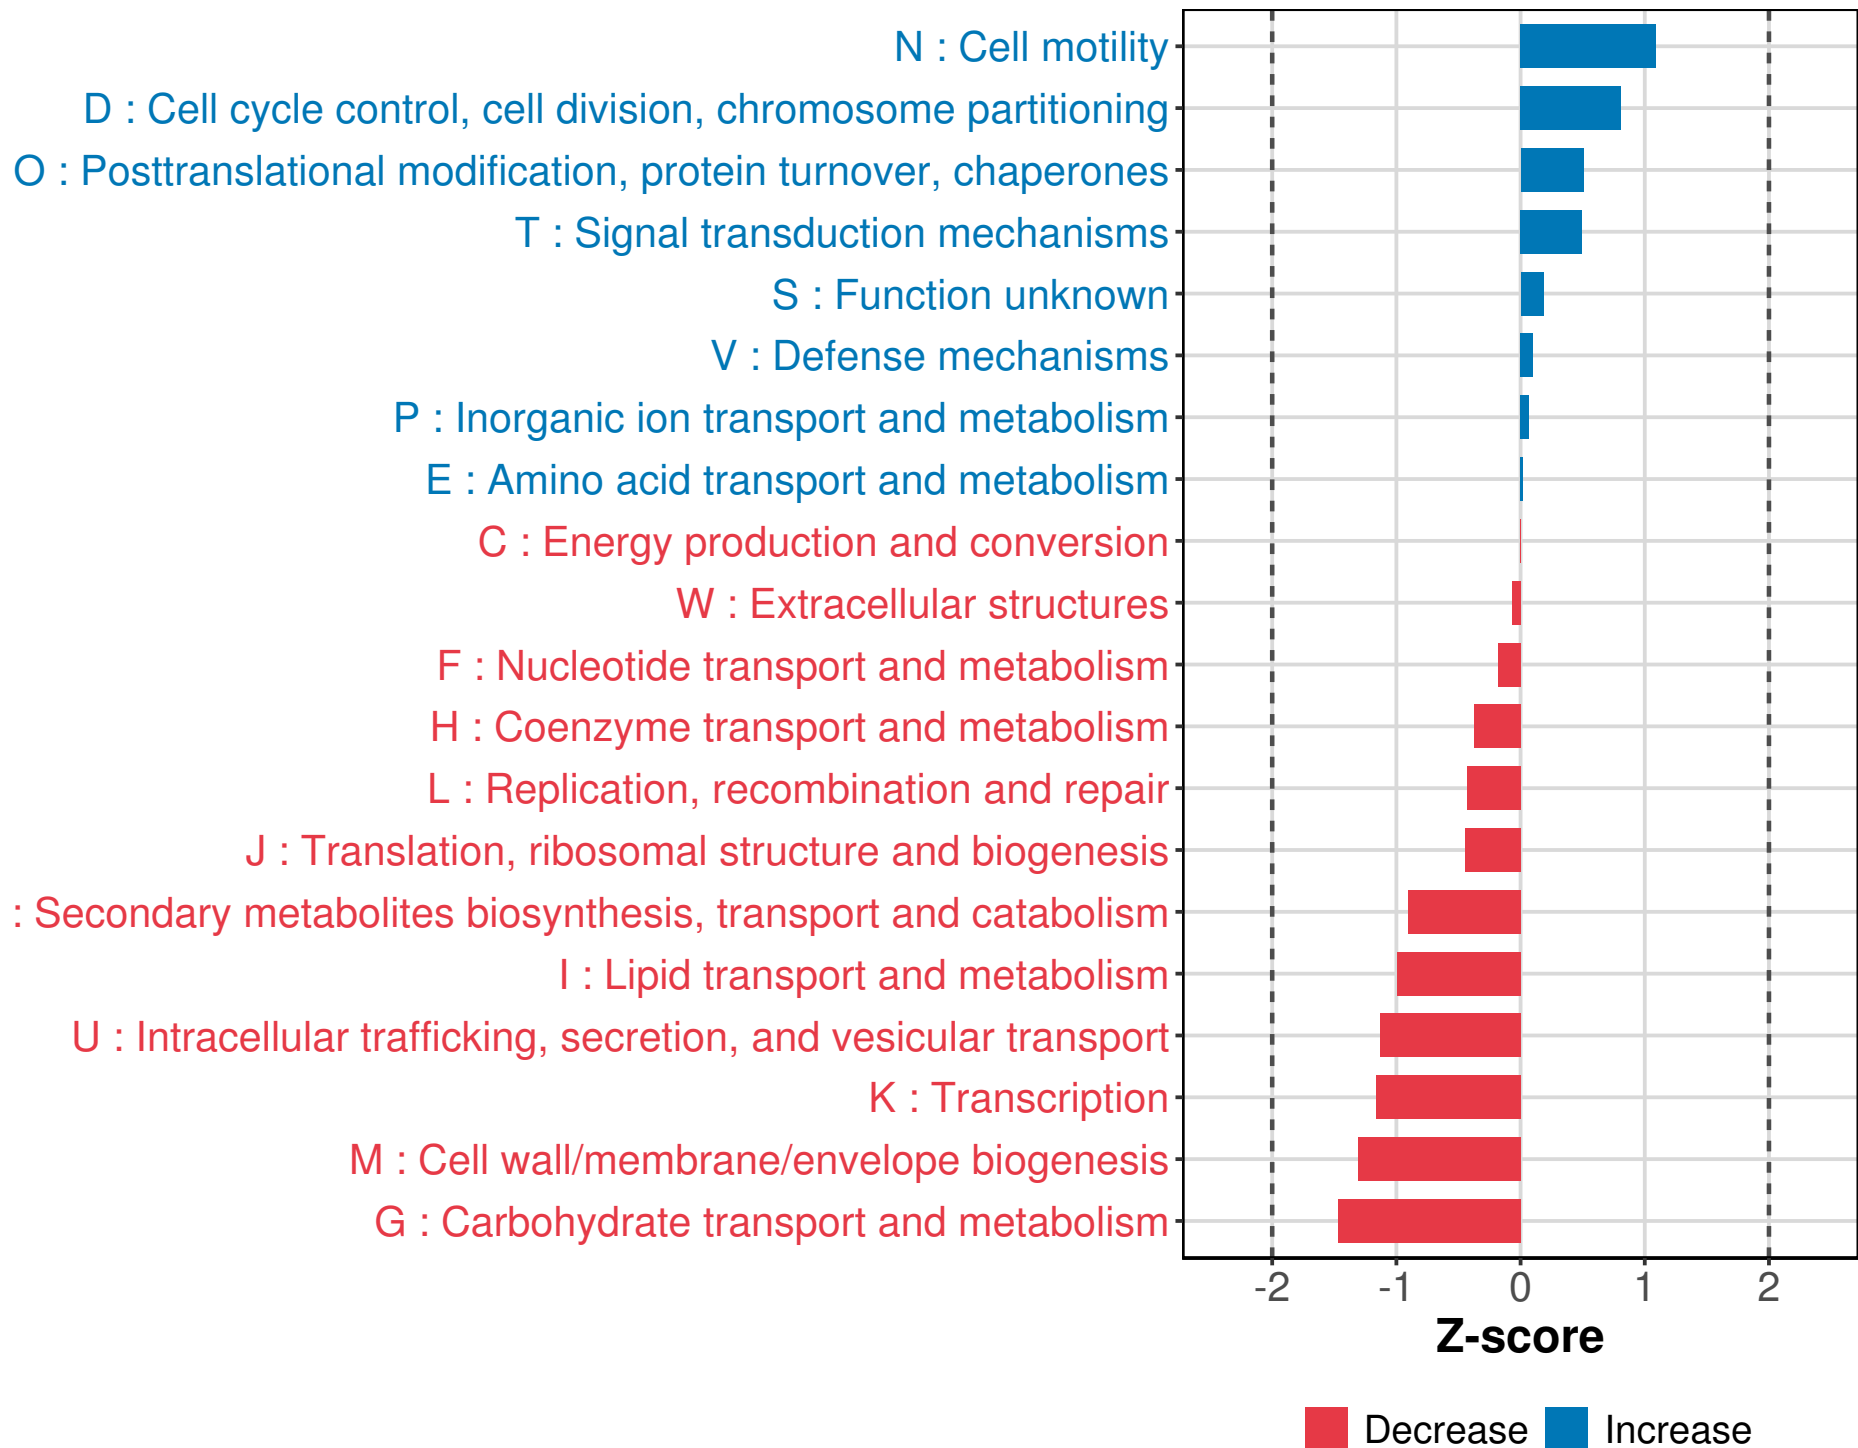 N : Cell motility
D : Cell cycle control, cell division, chromosome partitioning
O : Posttranslational modification, protein turnover, chaperones
T : Signal transduction mechanisms
S : Function unknown
V : Defense mechanisms
P : Inorganic ion transport and metabolism
E : Amino acid transport and metabolism
C : Energy production and conversion
W : Extracellular structures
F : Nucleotide transport and metabolism
H : Coenzyme transport and metabolism
L : Replication, recombination and repair
J : Translation, ribosomal structure and biogenesis
: Secondary metabolites biosynthesis, transport and catabolism
I : Lipid transport and metabolism
U : Intracellular trafficking, secretion, and vesicular transport
K : Transcription
M : Cell wall/membrane/envelope biogenesis
G : Carbohydrate transport and metabolism
-2 -1 0 1 2
Z-score
Decrease Increase